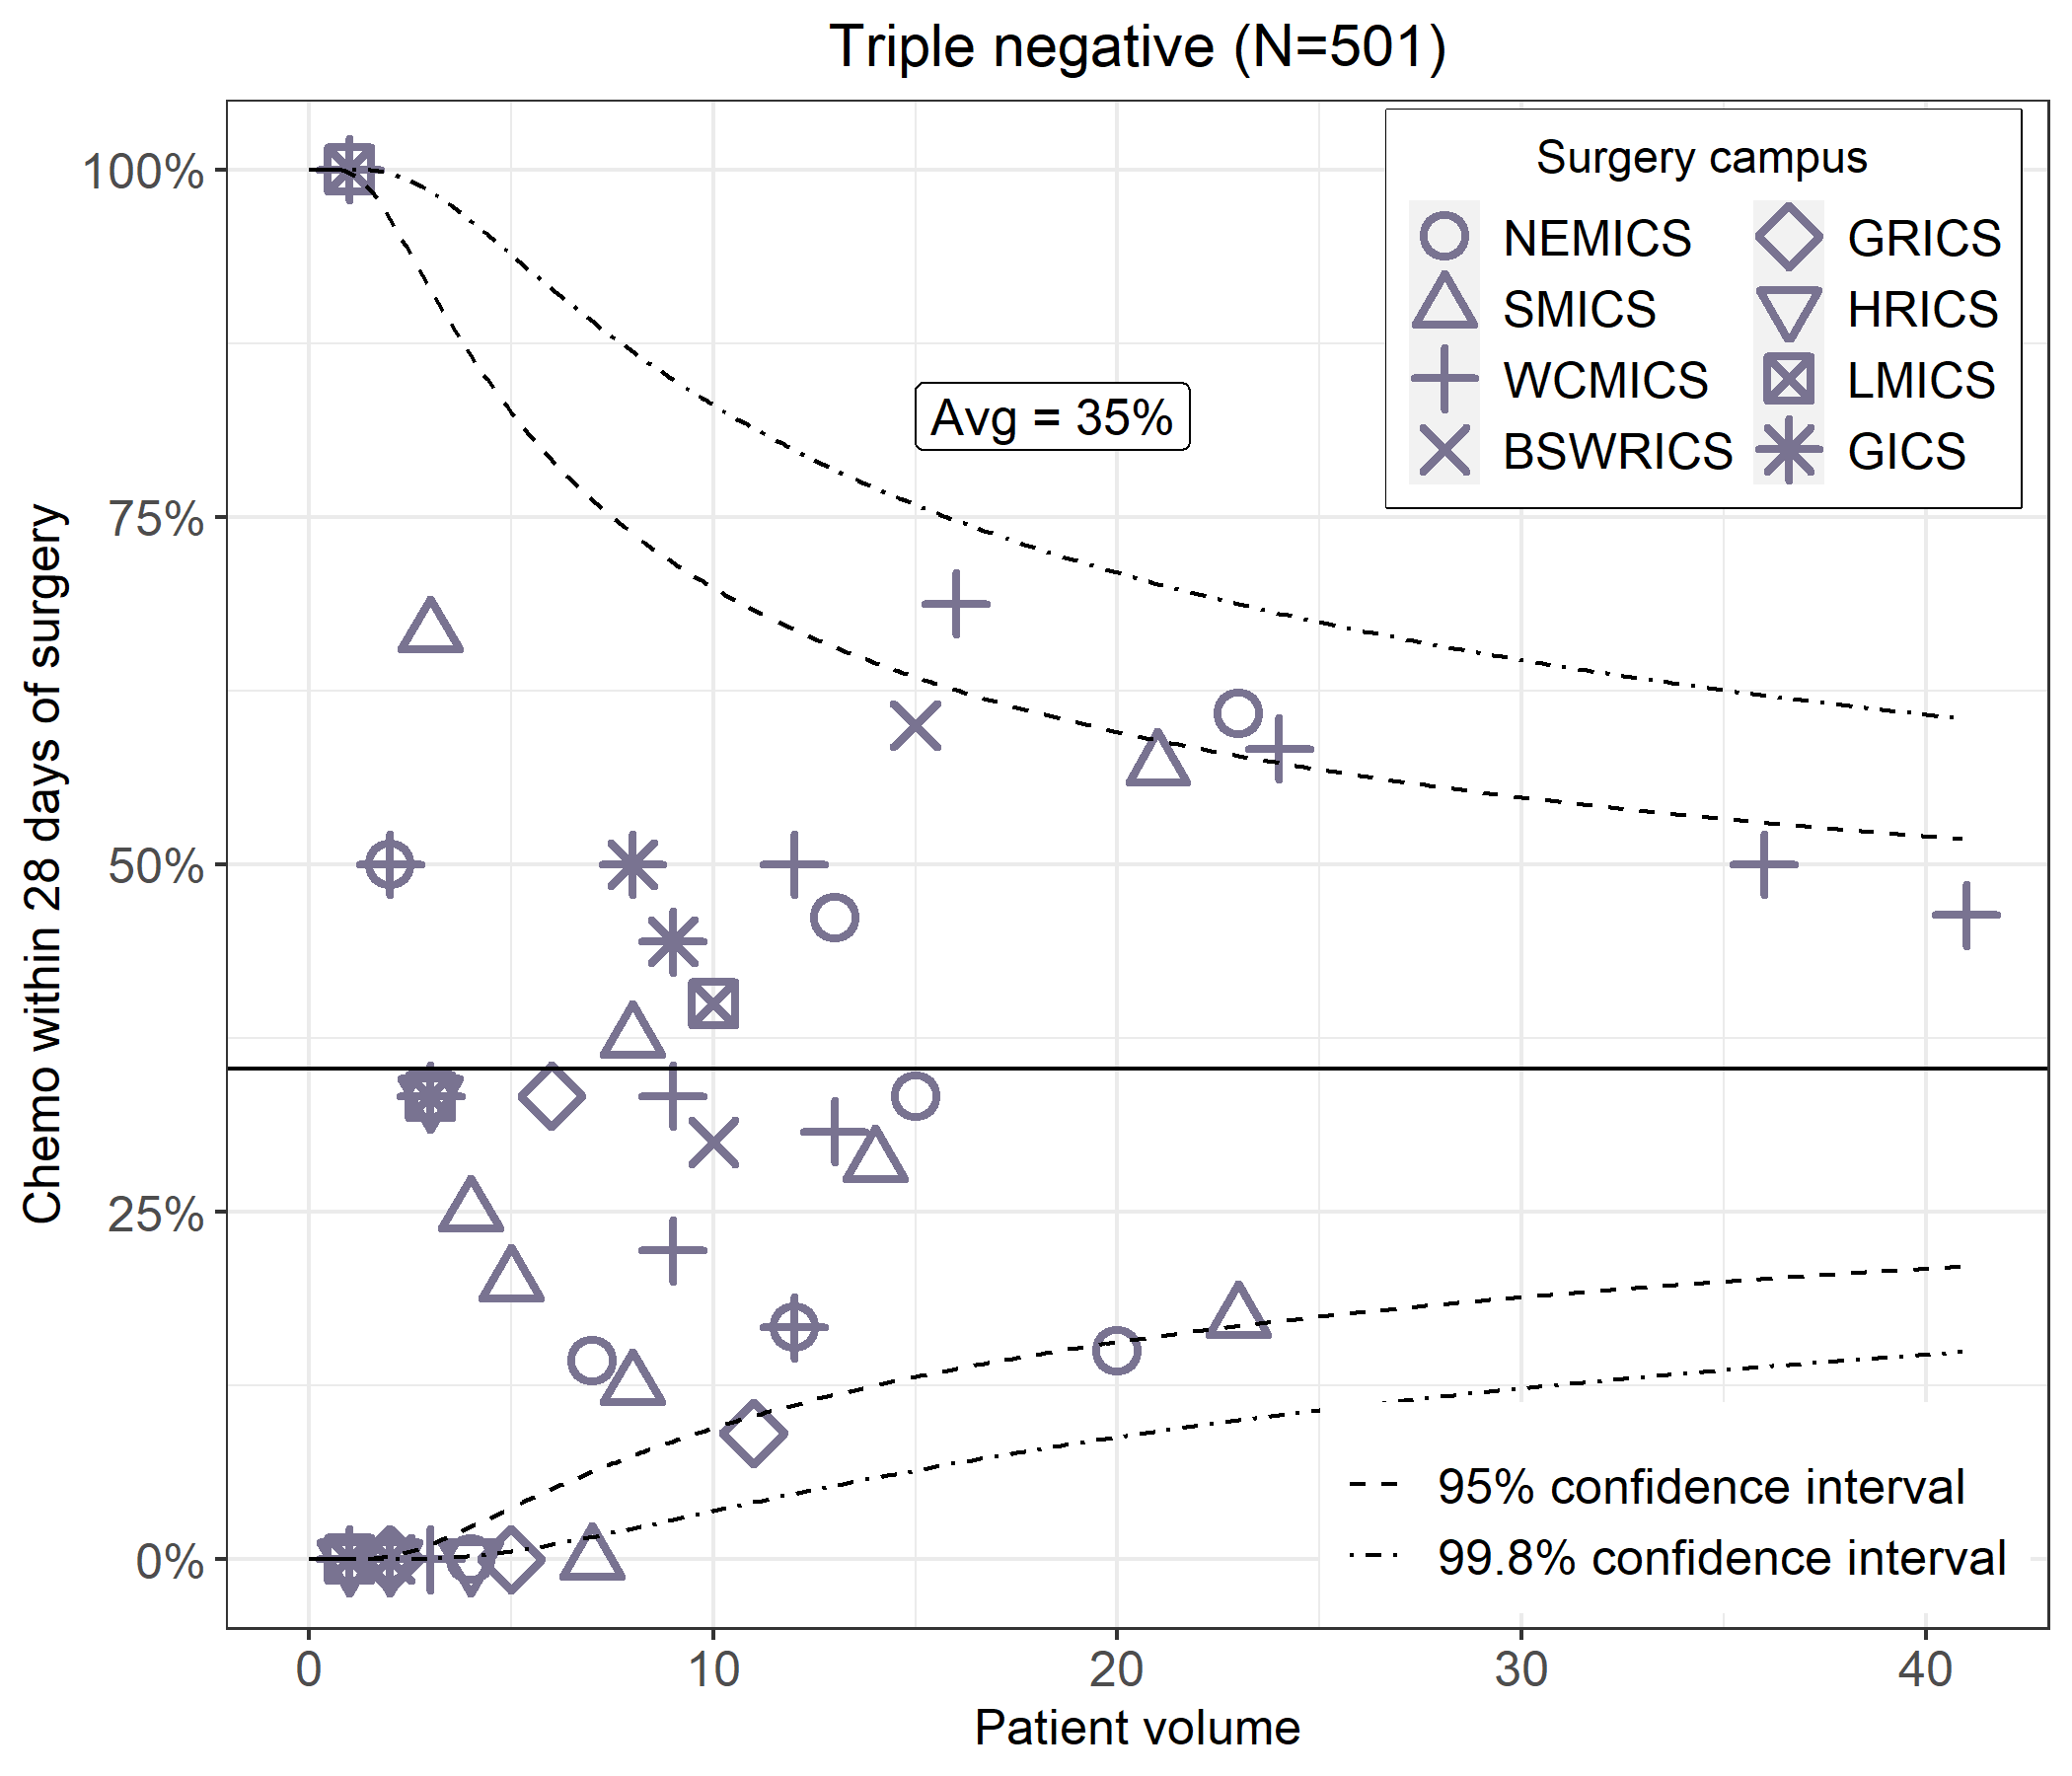 Triple negative (N=501)
Surgery campus
NEMICS
GRICS
SMICS
HRICS
WCMICS
LMICS
BSWRICS
GICS
Avg = 35%
Chemo within 28 days of surgery
100%
75%
50%
25%
0%
95% confidence interval
99.8% confidence interval
0 10 20 30 40
Patient volume